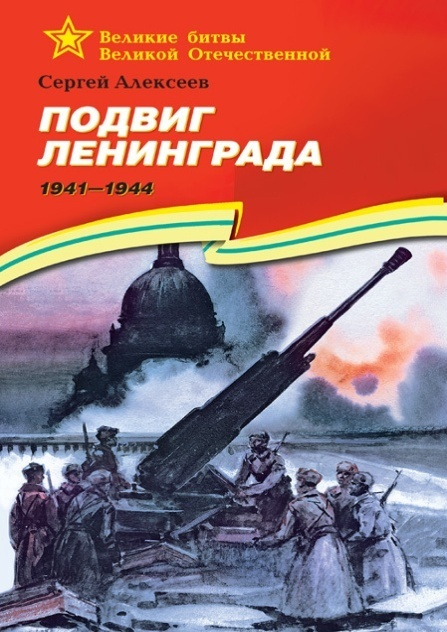 Великие битвы
Великой Отечественной
Сергей Алексеев
ПОДВИГ
ЛЕНИНГРАДА
1941—1944